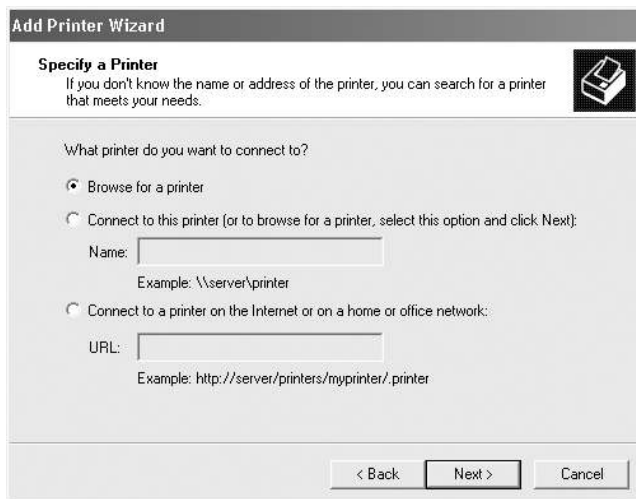 Add Printer Wizard
Specify a Printer
If you don't know the name or address of the printer, you can search for a printer
that meets your needs.
What printer do you want to connect to?
Browse for a printer
Connect to this printer (or to browse for a printer, select this option and click Next):
Name:
Example: \\server\printer
Connect to a printer on the Internet or on a home or office network:
URL:
Example: http://server/printers/myprinter/.printer
< Back Next > Cancel